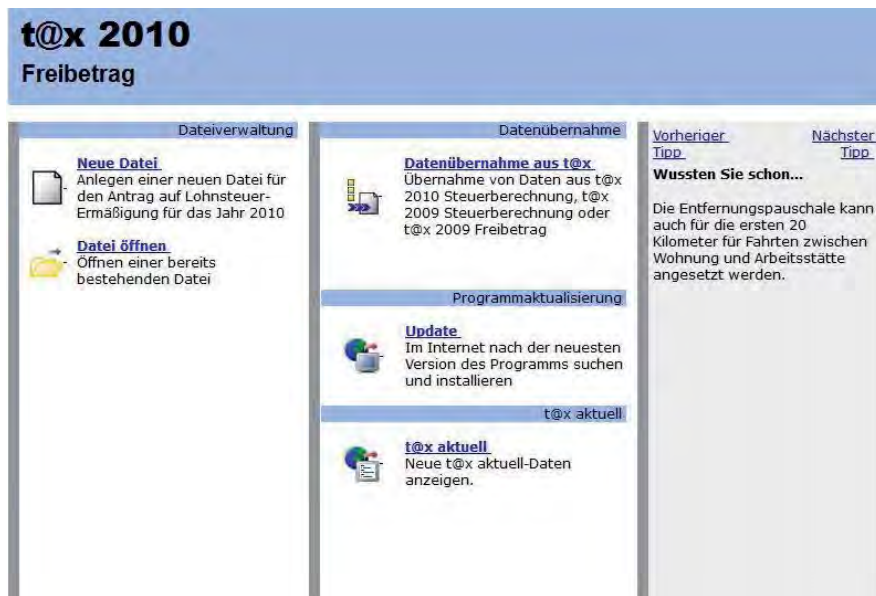 t@x 2010
Freibetrag
Dateiverwaltung
Neue Datei
Anlegen einer neuen Datei für
den Antrag auf Lohnsteuer-
Ermäßigung für das Jahr 2010
Datei öffnen
Öffnen einer bereits
bestehenden Datei
Datenübernahme
Datenübernahme aus t@x
Übernahme von Daten aus t@x
2010 Steuerberechnung, t@x
2009 Steuerberechnung oder
t@x 2009 Freibetrag
Programmaktualisierung
Update
Im Internet nach der neuesten
Version des Programms suchen
und installieren
t@x aktuell
t@x aktuell
Neue t@x aktuell-Daten
anzeigen.
Vorheriger
Tipp
Nächster
Tipp
Wussten Sie schon...
Die Entfernungspauschale kann
auch für die ersten 20
Kilometer für Fahrten zwischen
Wohnung und Arbeitsstätte
angesetzt werden.